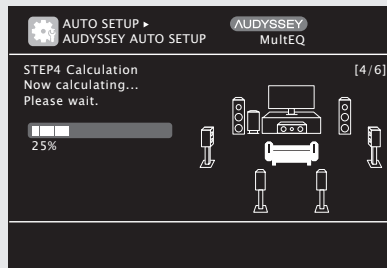 AUTO SETUP ▸
AUDYSSEY AUTO SETUP
AUDYSSEY
MultEQ
STEP4 Calculation
[4/6]
Now calculating...
Please wait.
25%